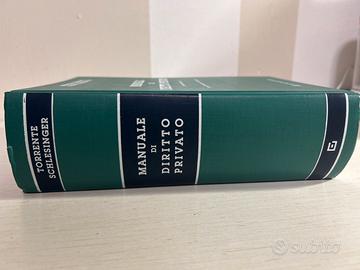 TORRENTE
SCHLESINGER
MANUALE
DI
DIRITTO
PRIVATO
subito